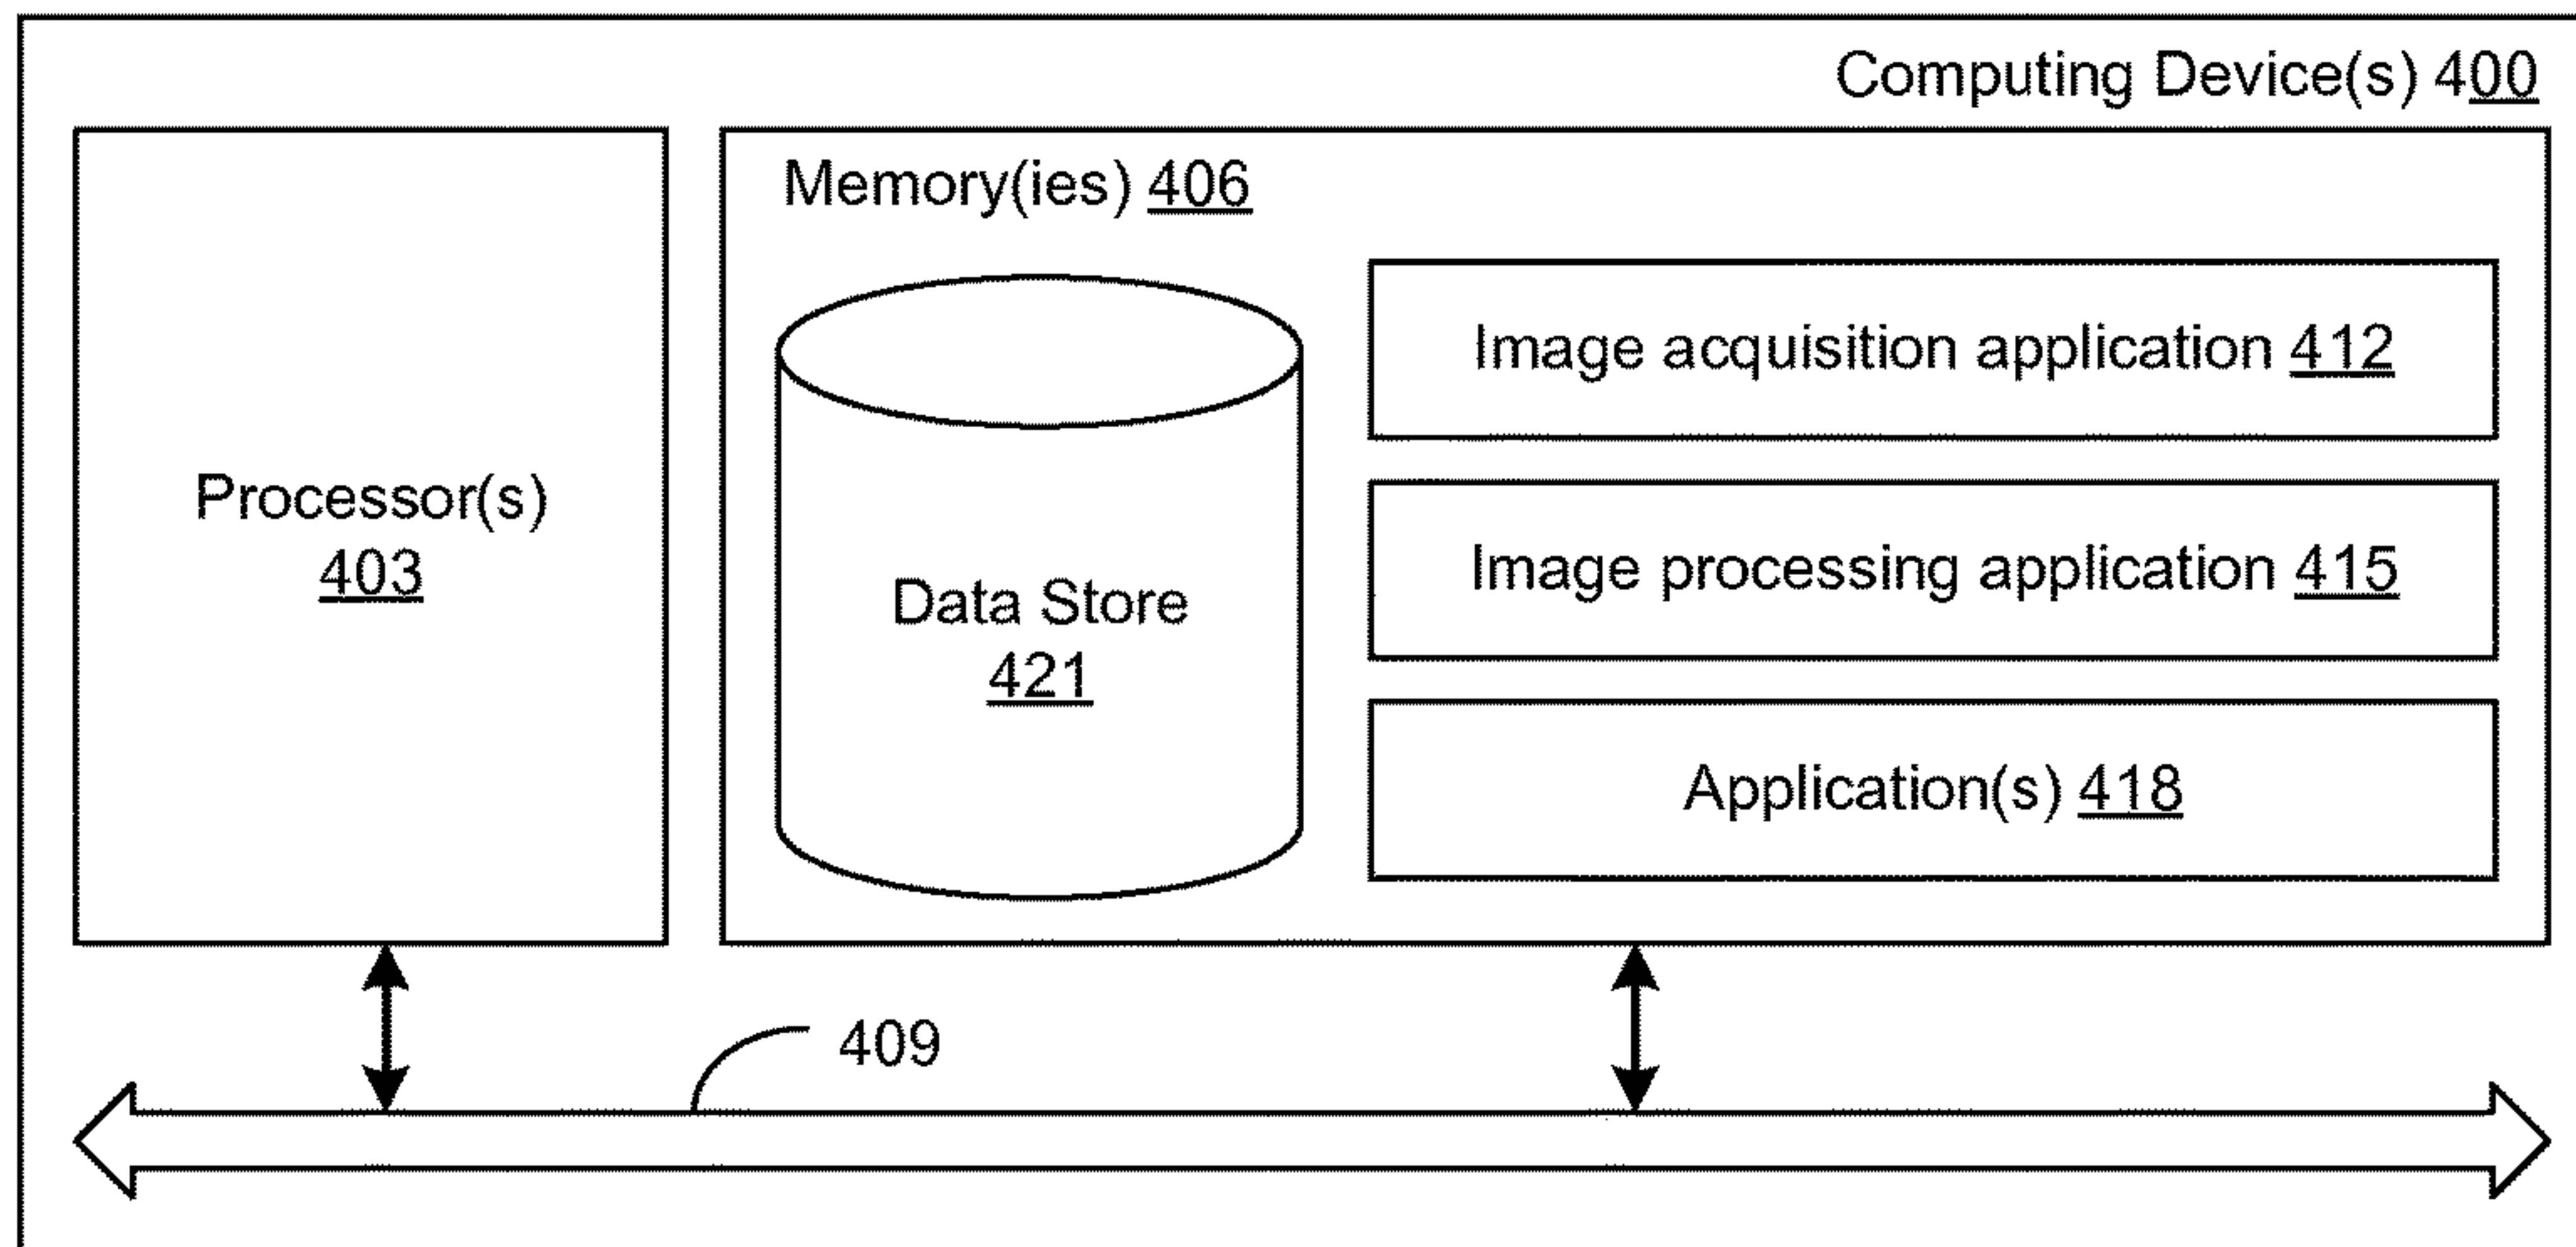 Computing Device(s) 400
Processor(s)
403
Memory(ies) 406
Data Store
421
Image acquisition application 412
Image processing application 415
Application(s) 418
409